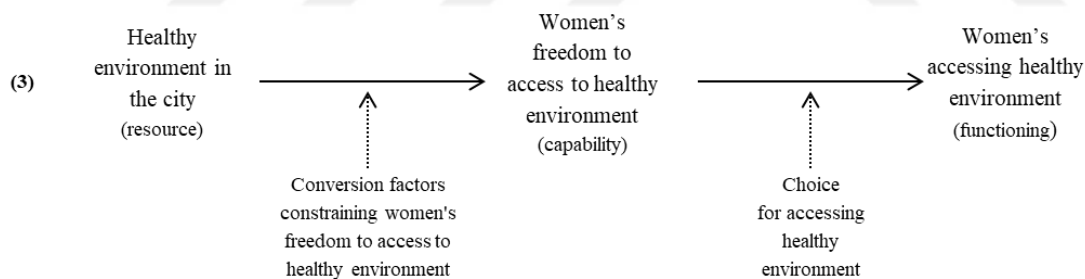 (3)
Healthy
environment in
the city
(resource)
Women’s
freedom to
access to healthy
environment
(capability)
Women’s
accessing healthy
environment
(functioning)
Conversion factors
constraining women's
freedom to access to
healthy environment
Choice
for accessing
healthy
environment